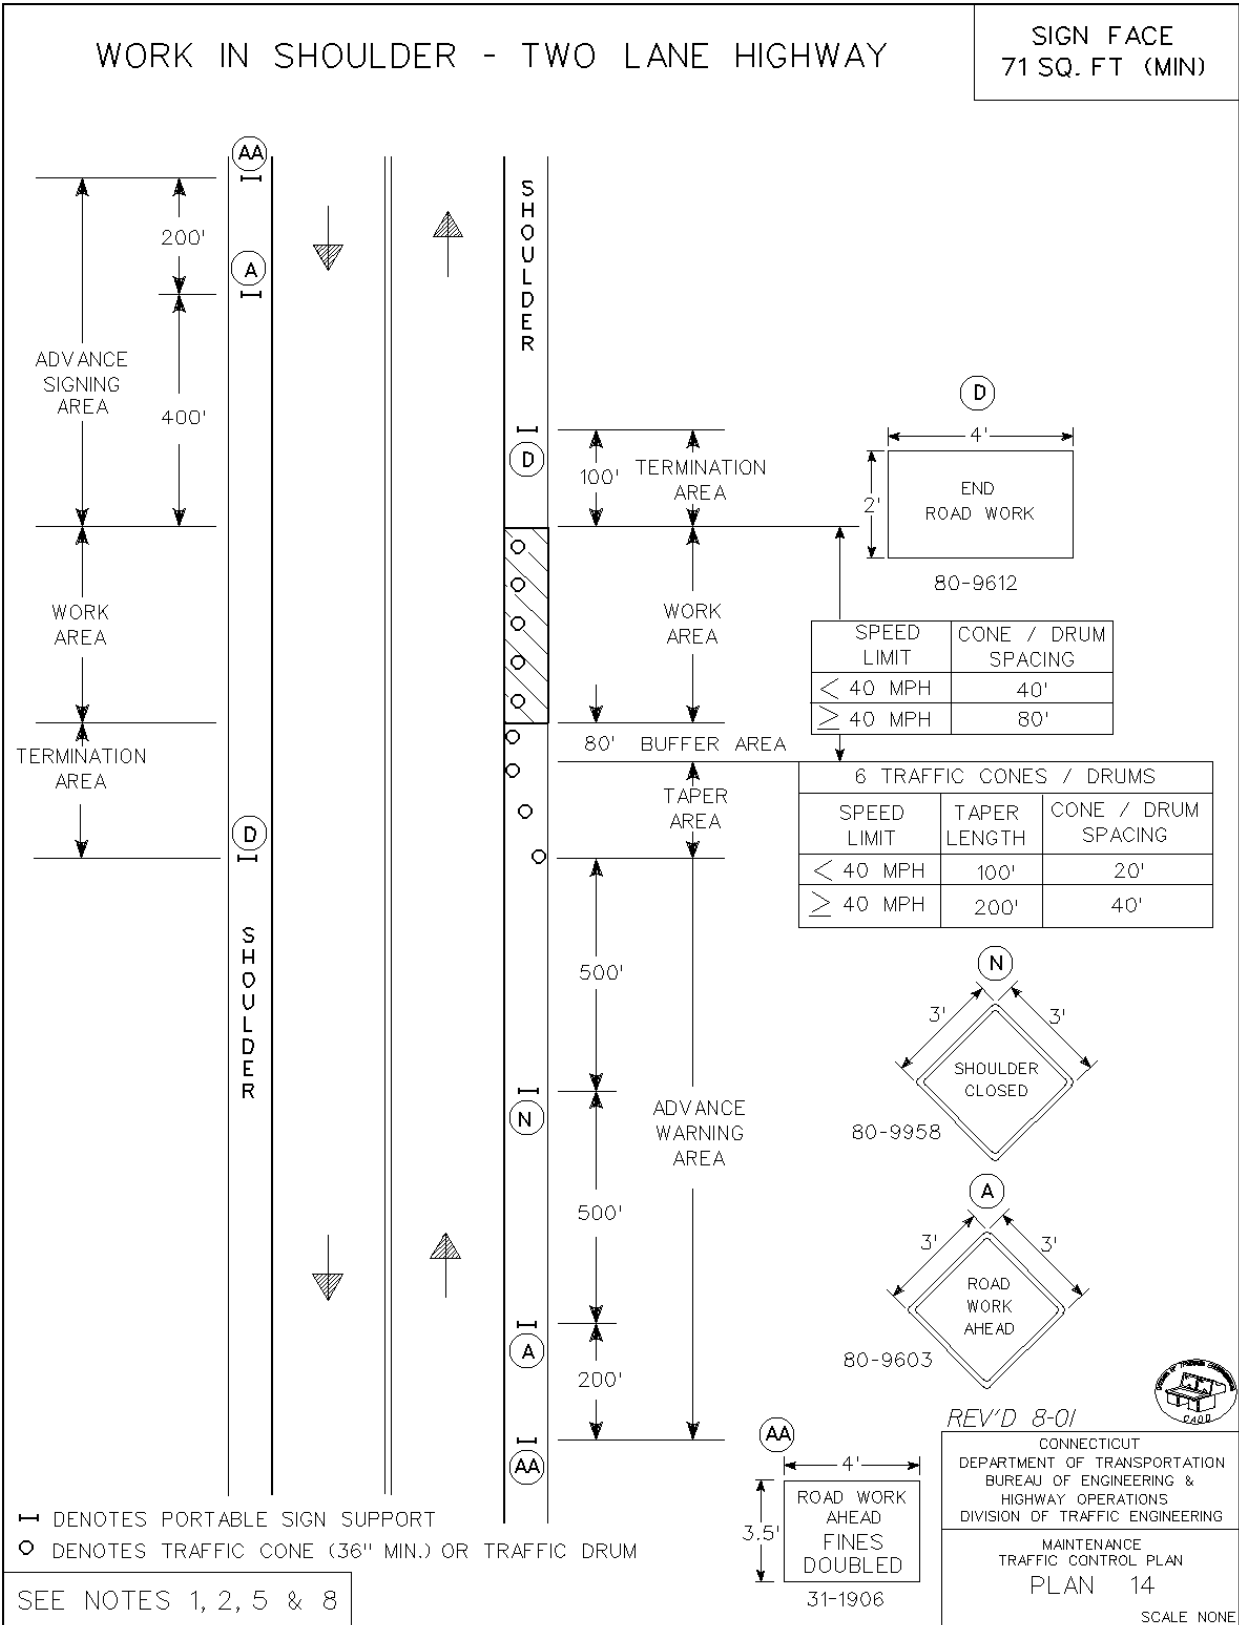 WORK IN SHOULDER - TWO LANE HIGHWAY
SIGN FACE
71 SQ. FT (MIN)
AA
200'
A
ADVANCE
SIGNING
AREA
400'
WORK
AREA
TERMINATION
AREA
D
SHOULDER
SHOULDER
D
100'
TERMINATION
AREA
WORK
AREA
80' BUFFER AREA
TAPER
AREA
500'
N
ADVANCE
WARNING
AREA
500'
A
200'
AA
D
4'
2'
END
ROAD WORK
80-9612
SPEED
LIMIT
CONE / DRUM
SPACING
< 40 MPH 40'
≥ 40 MPH 80'
6 TRAFFIC CONES / DRUMS
SPEED
LIMIT
TAPER
LENGTH
CONE / DRUM
SPACING
< 40 MPH 100' 20'
≥ 40 MPH 200' 40'
N
3' 3'
SHOULDER
CLOSED
80-9958
A
3' 3'
ROAD
WORK
AHEAD
80-9603
AA
4'
3.5'
ROAD WORK
AHEAD
FINES
DOUBLED
31-1906
DENOTES PORTABLE SIGN SUPPORT
DENOTES TRAFFIC CONE (36" MIN.) OR TRAFFIC DRUM
SEE NOTES 1, 2, 5 & 8
CADD
REV'D 8-01
CONNECTICUT
DEPARTMENT OF TRANSPORTATION
BUREAU OF ENGINEERING &
HIGHWAY OPERATIONS
DIVISION OF TRAFFIC ENGINEERING
MAINTENANCE
TRAFFIC CONTROL PLAN
PLAN 14
SCALE NONE